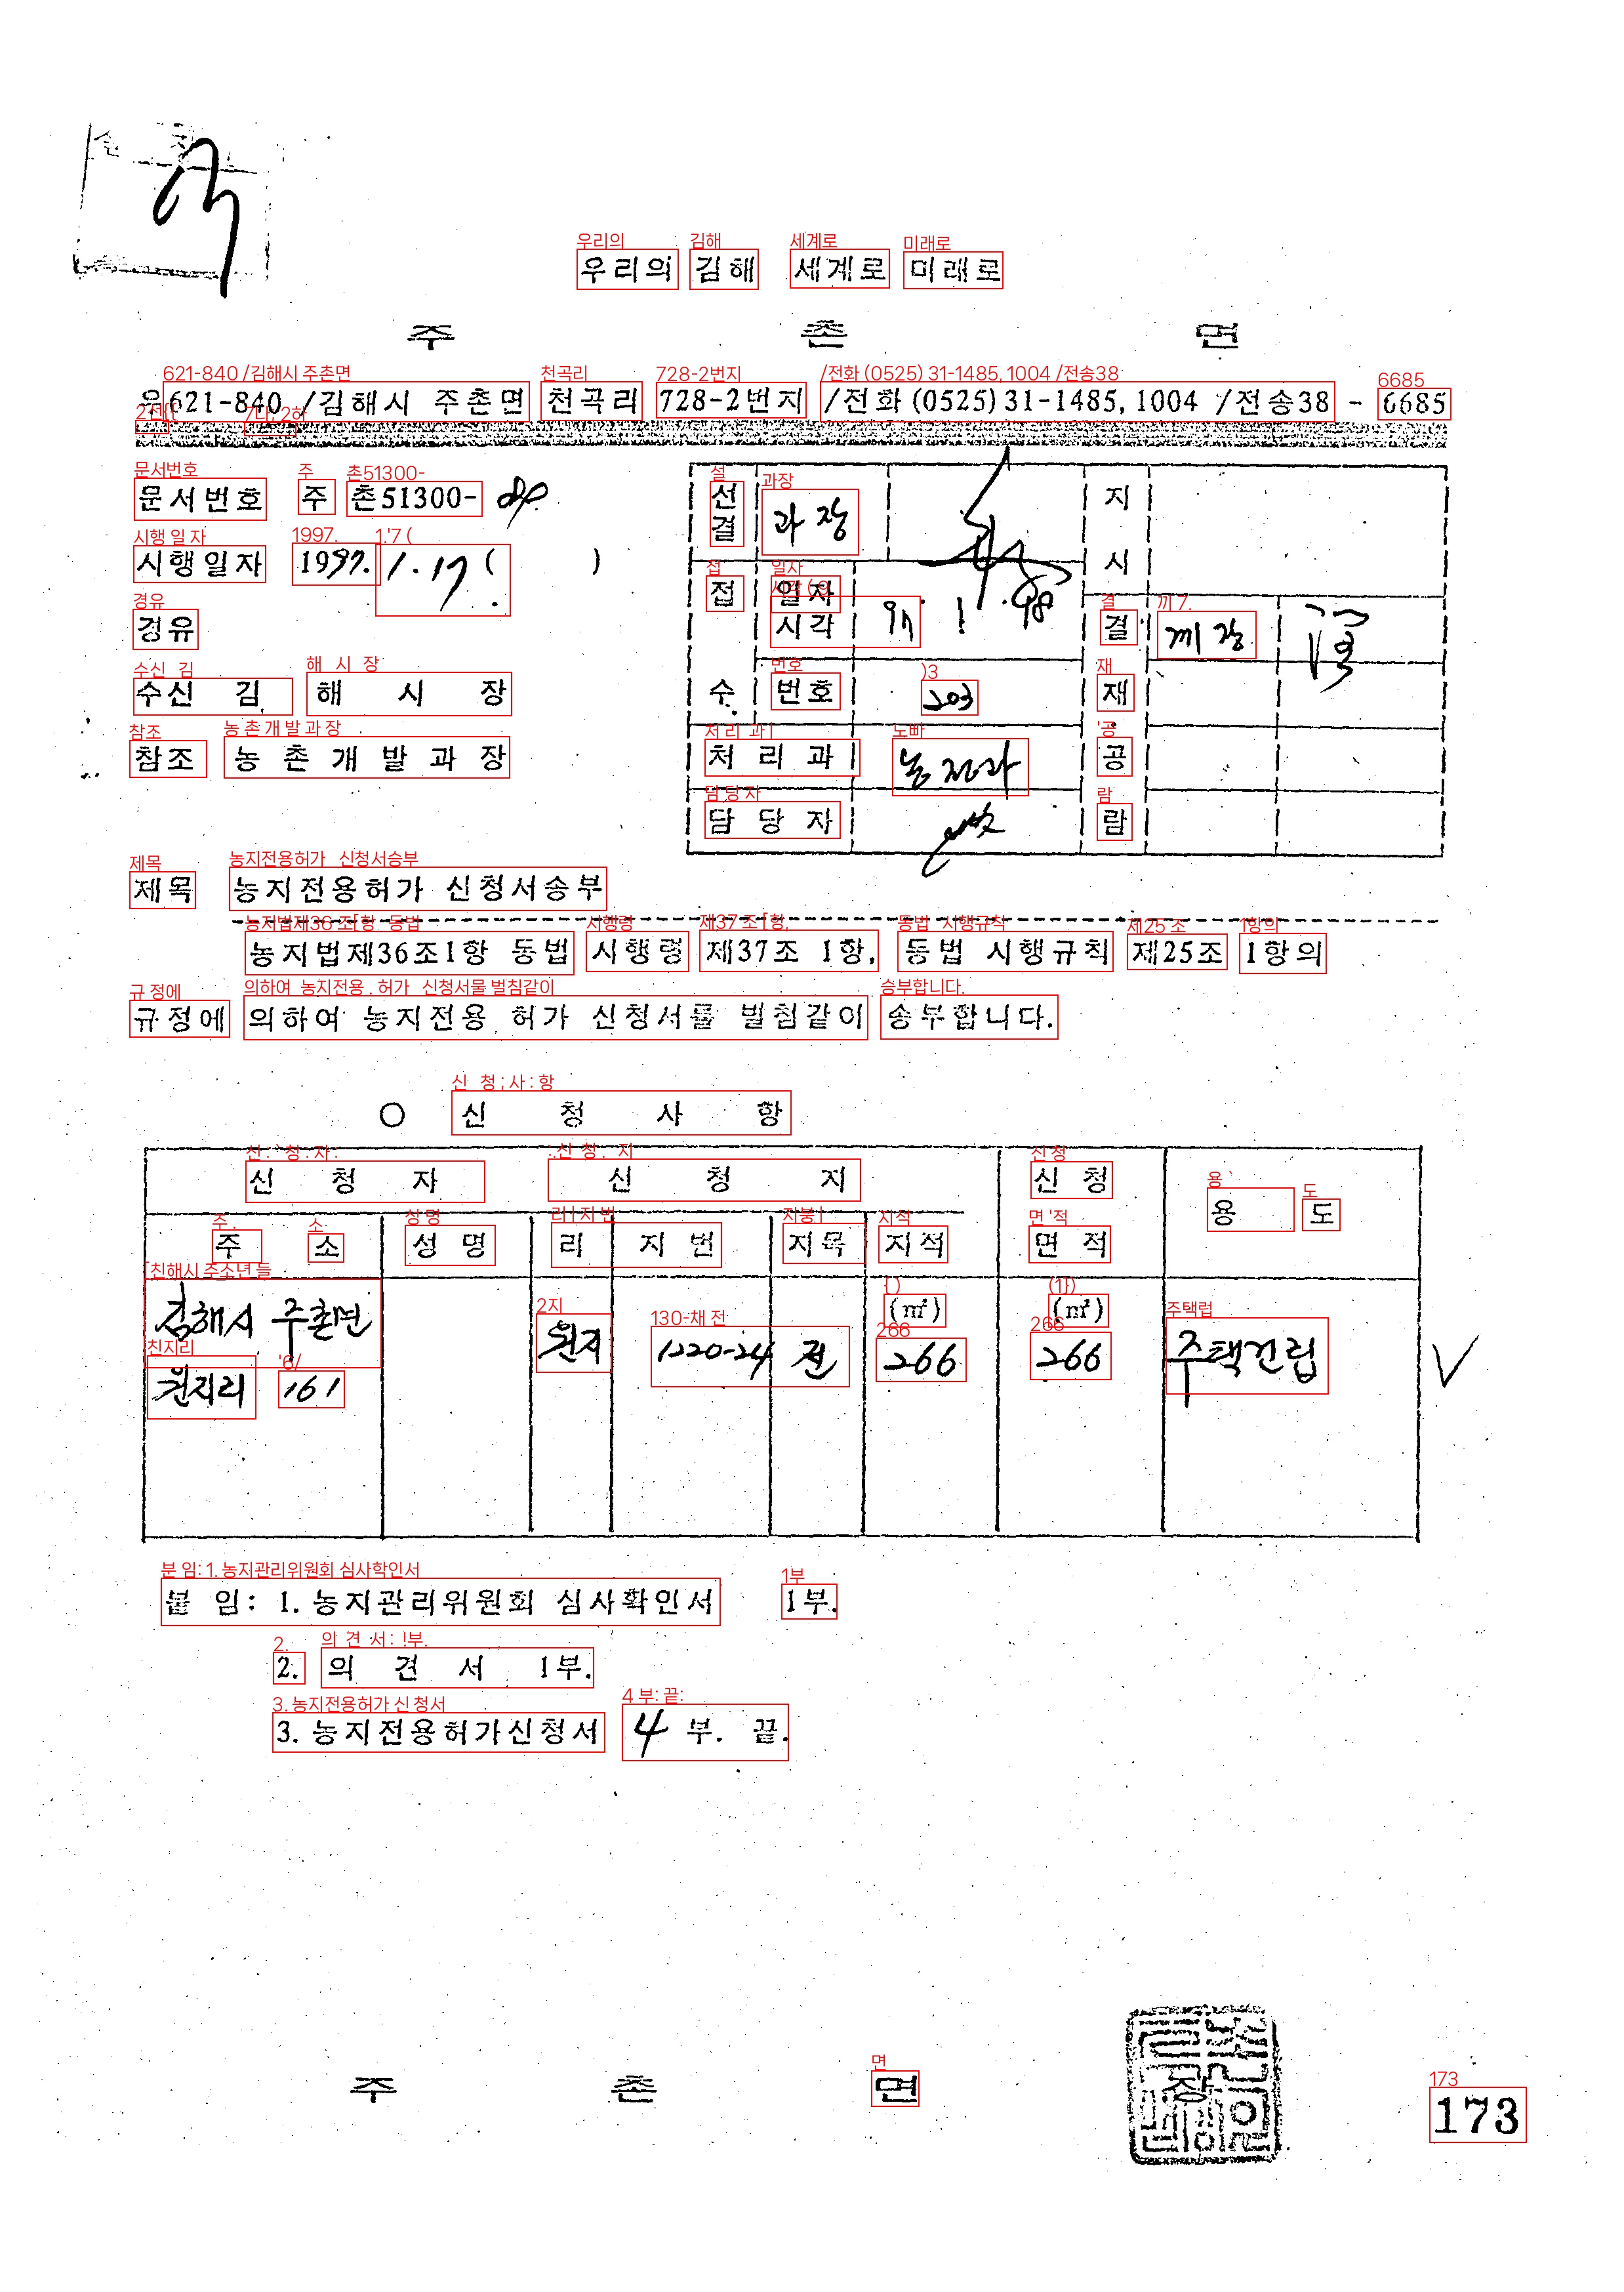 우리의 김해 세계로 미래로
주 촌 면
우 621-840 /김해시 주촌면 천곡리 728-2번지 /전화 (0525) 31-1485, 1004 /전송38 - 6685
문서번호 주 촌51300-
시행일자 1997. 1. 17 ( )
경유
수신 김 해 시 장
참조 농 촌 개 발 과 장
선결 과장 지시
접수 일자 시각 97. 1. 18
번호 203
결재 공람
처 리 과 농정과
담 당 자
제목 농지전용허가 신청서송부
농지법제36조1항 동법 시행령 제37조 1항, 동법 시행규칙 제25조 1항의
규정에 의하여 농지전용 허가 신청서를 별첨같이 송부합니다.
○ 신 청 사 항
신 청 자 신 청 지 신 청 면 적 용 도
주 소 성 명 리 지 번 지목 지적
(㎡) (㎡)
김해시 주촌면 원지 1220-24 전 266 266 주택건립
원지리 161
붙 임: 1. 농지관리위원회 심사확인서 1부.
2. 의 견 서 1부.
3. 농지전용허가신청서 4 부. 끝.
주 촌 면
173